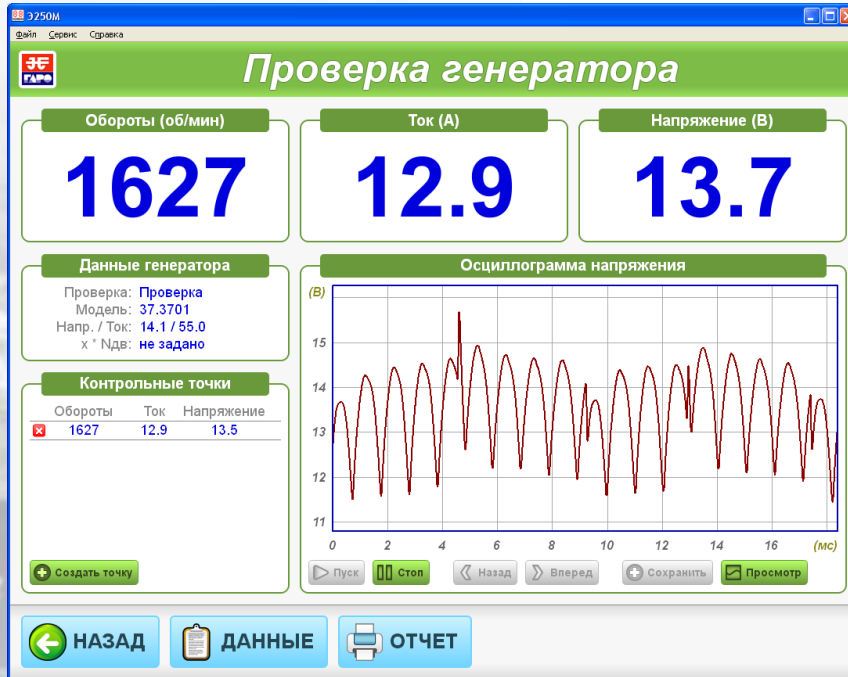 Э250М
Файл Сервис Справка
ГАРО
Проверка генератора
Обороты (об/мин)
1627
Ток (А)
12.9
Напряжение (В)
13.7
Данные генератора
Проверка: Проверка
Модель: 37.3701
Напр. / Ток: 14.1 / 55.0
х * Nдв: не задано
Контрольные точки
Обороты Ток Напряжение
1627 12.9 13.5
Создать точку
Осциллограмма напряжения
(В)
15
14
13
12
11
0 2 4 6 8 10 12 14 16 (мс)
Пуск Стоп Назад Вперед Сохранить Просмотр
НАЗАД ДАННЫЕ ОТЧЕТ